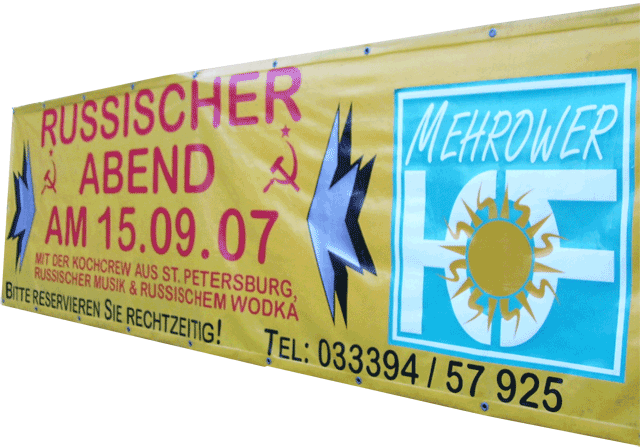 RUSSISCHER
ABEND
AM 15.09.07
MIT DER KOCHCREW AUS ST. PETERSBURG,
RUSSISCHER MUSIK & RUSSISCHEM WODKA
BITTE RESERVIEREN SIE RECHTZEITIG!
TEL: 033394 / 57 925
MEHROWER
HOF